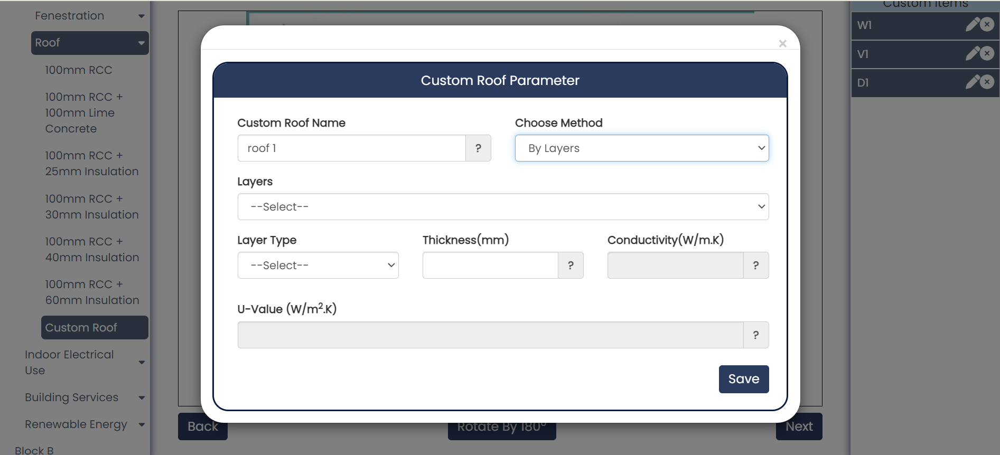 Fenestration
Roof
100mm RCC
100mm RCC +
100mm Lime
Concrete
100mm RCC +
25mm Insulation
100mm RCC +
30mm Insulation
100mm RCC +
40mm Insulation
100mm RCC +
60mm Insulation
Custom Roof
Indoor Electrical
Use
Building Services
Renewable Energy
Block B
×
Custom Roof Parameter
Custom Roof Name
roof 1
?
Choose Method
By Layers
Layers
--Select--
Layer Type
--Select--
Thickness(mm)
?
Conductivity(W/m.K)
?
U-Value (W/m².K)
?
Save
Back
Rotate By 180⁰
Next
Custom Items
W1
V1
D1